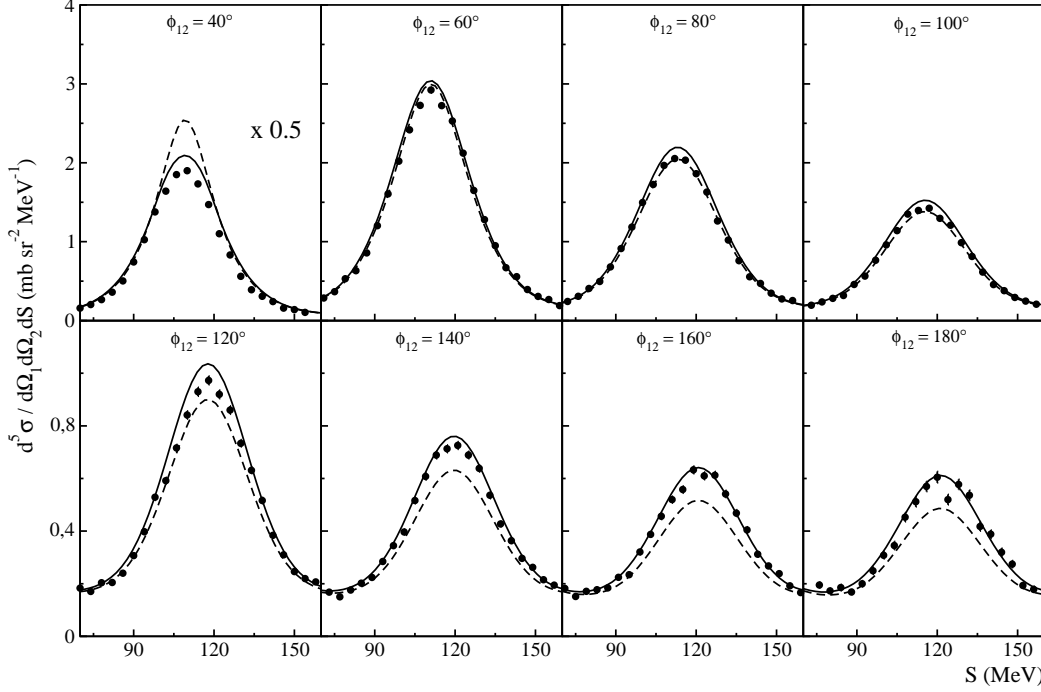 d⁵σ / dΩ₁dΩ₂dS (mb sr⁻² MeV⁻¹)
4
3
2
1
0
ϕ₁₂ = 40°
x 0.5
ϕ₁₂ = 60°
ϕ₁₂ = 80°
ϕ₁₂ = 100°
0,8
0,4
0
ϕ₁₂ = 120°
ϕ₁₂ = 140°
ϕ₁₂ = 160°
ϕ₁₂ = 180°
90 120 150 90 120 150 90 120 150 90 120 150
S (MeV)